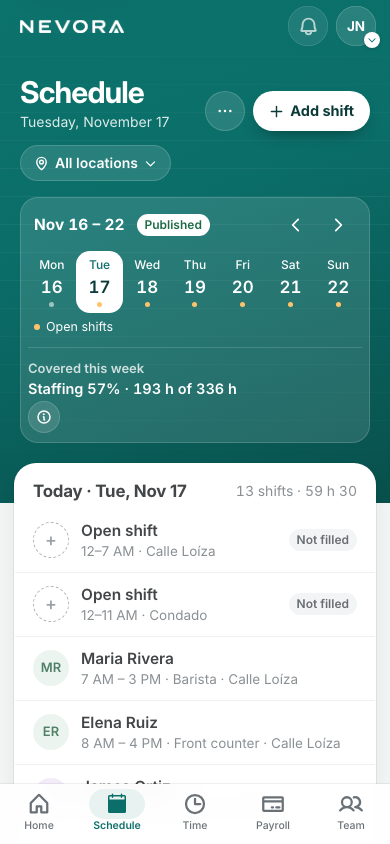 NEVORA
JN
Schedule
Tuesday, November 17
Add shift
All locations
Nov 16 – 22 Published
Mon Tue Wed Thu Fri Sat Sun
16 17 18 19 20 21 22
Open shifts
Covered this week
Staffing 57% · 193 h of 336 h
Today · Tue, Nov 17 13 shifts · 59 h 30
Open shift
12–7 AM · Calle Loíza
Not filled
Open shift
12–11 AM · Condado
Not filled
MR
Maria Rivera
7 AM – 3 PM · Barista · Calle Loíza
ER
Elena Ruiz
8 AM – 4 PM · Front counter · Calle Loíza
Home Schedule Time Payroll Team